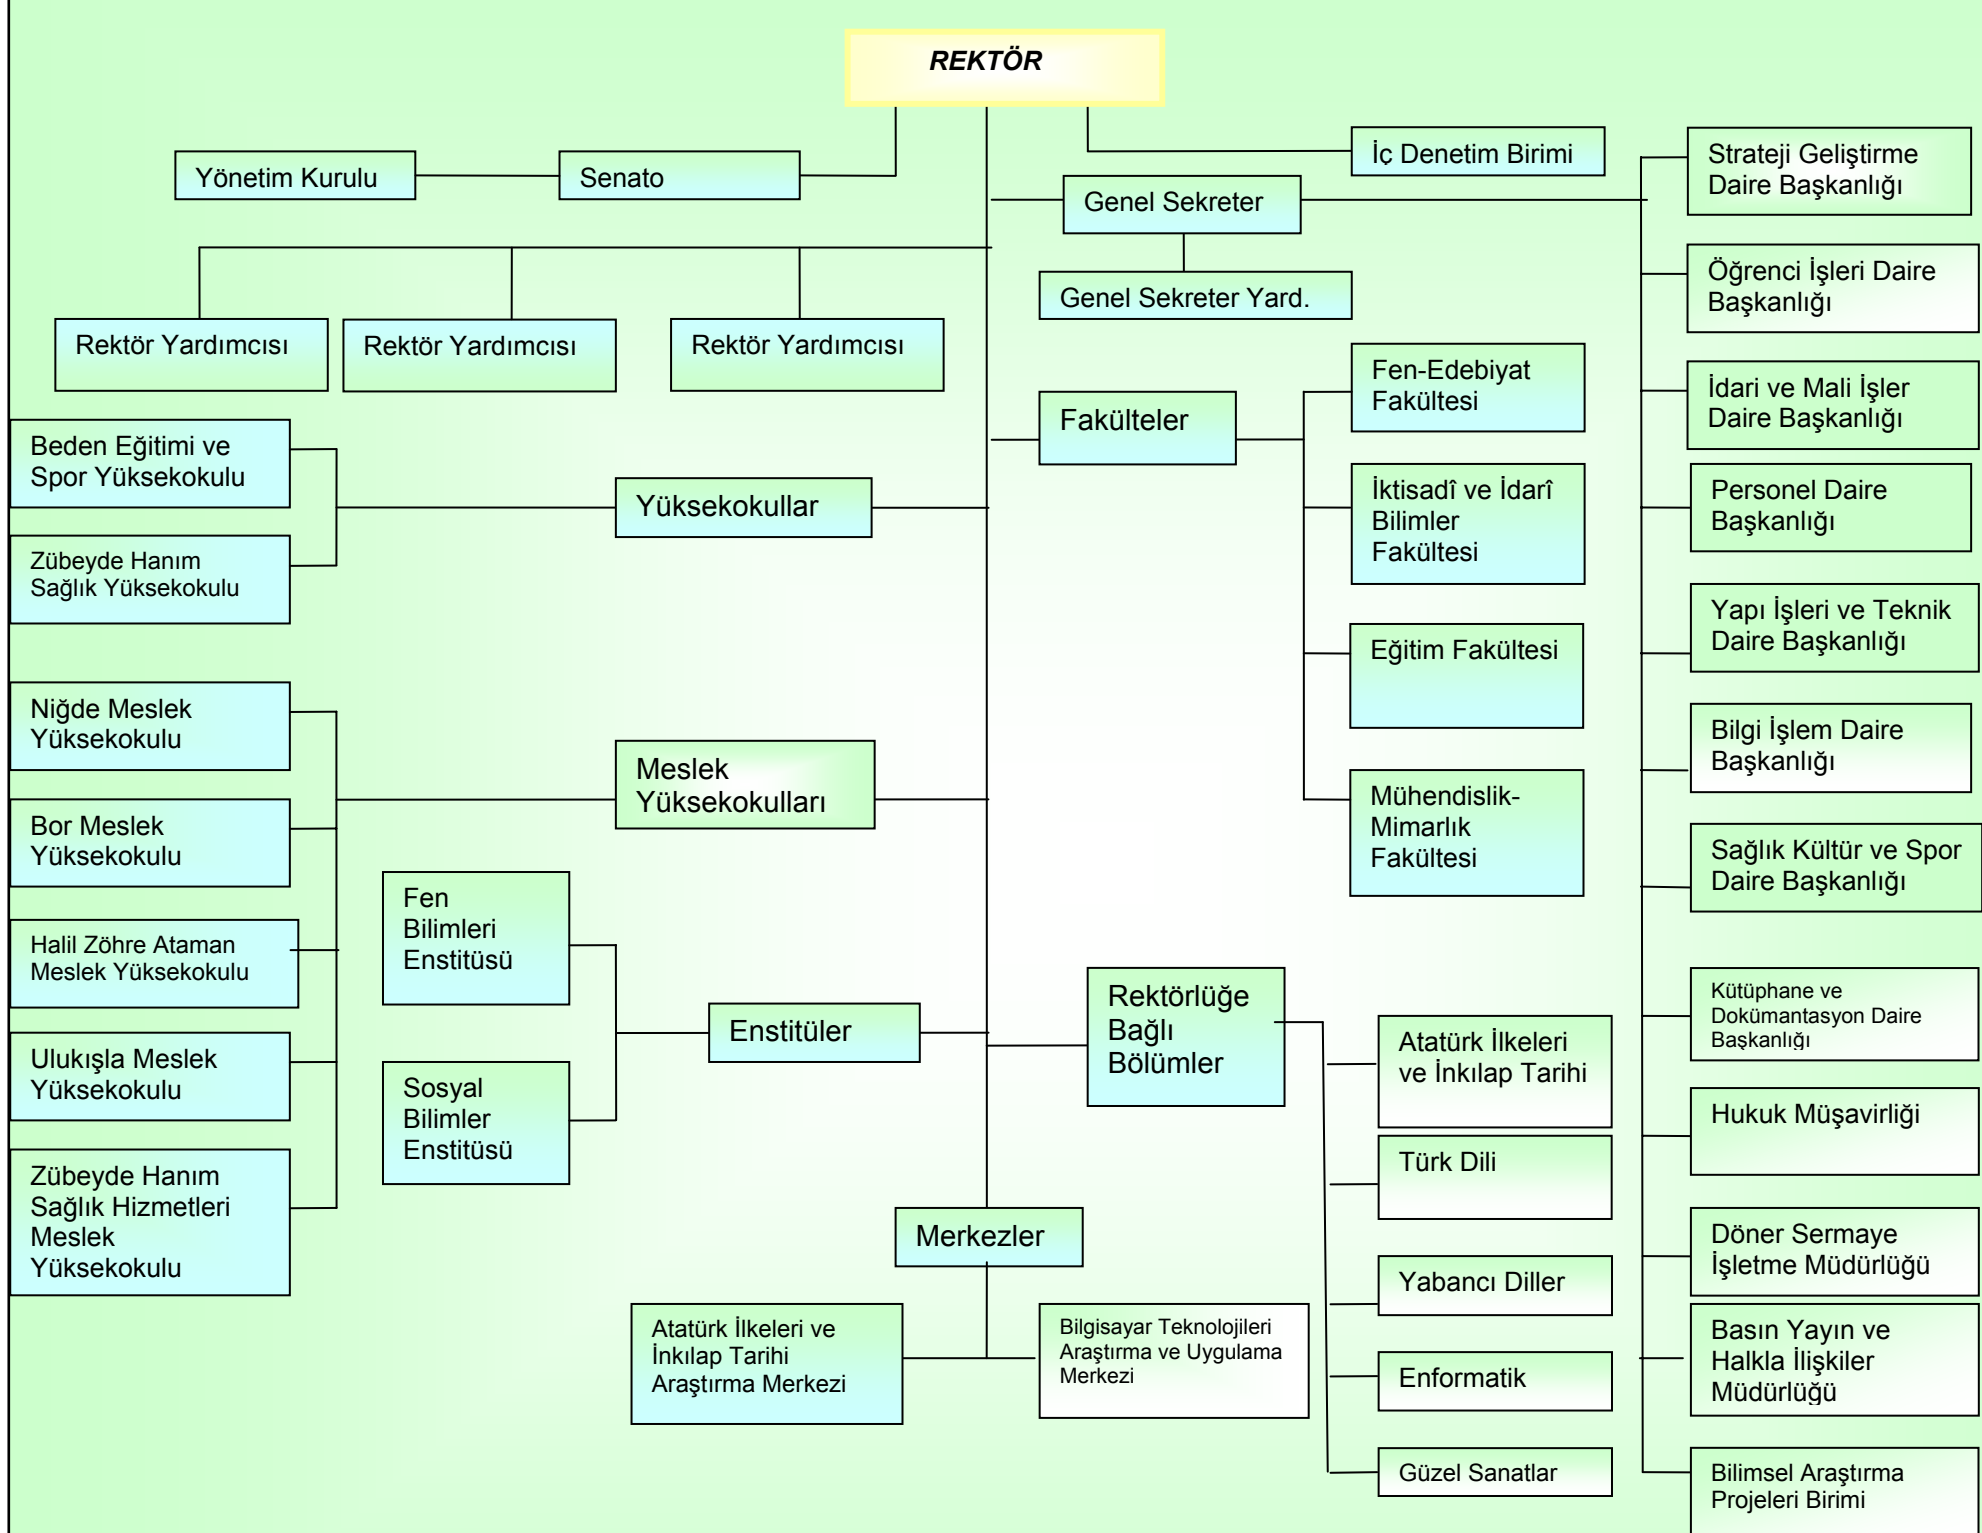 REKTÖR
Yönetim Kurulu
Senato
İç Denetim Birimi
Genel Sekreter
Genel Sekreter Yard.
Rektör Yardımcısı
Rektör Yardımcısı
Rektör Yardımcısı
Strateji Geliştirme
Daire Başkanlığı
Öğrenci İşleri Daire
Başkanlığı
İdari ve Mali İşler
Daire Başkanlığı
Personel Daire
Başkanlığı
Yapı İşleri ve Teknik
Daire Başkanlığı
Bilgi İşlem Daire
Başkanlığı
Sağlık Kültür ve Spor
Daire Başkanlığı
Kütüphane ve
Dokümantasyon Daire
Başkanlığı
Hukuk Müşavirliği
Döner Sermaye
İşletme Müdürlüğü
Basın Yayın ve
Halkla İlişkiler
Müdürlüğü
Bilimsel Araştırma
Projeleri Birimi
Fakülteler
Fen-Edebiyat
Fakültesi
İktisadî ve İdarî
Bilimler
Fakültesi
Eğitim Fakültesi
Mühendislik-
Mimarlık
Fakültesi
Yüksekokullar
Beden Eğitimi ve
Spor Yüksekokulu
Zübeyde Hanım
Sağlık Yüksekokulu
Meslek
Yüksekokulları
Niğde Meslek
Yüksekokulu
Bor Meslek
Yüksekokulu
Halil Zöhre Ataman
Meslek Yüksekokulu
Ulukışla Meslek
Yüksekokulu
Zübeyde Hanım
Sağlık Hizmetleri
Meslek
Yüksekokulu
Enstitüler
Fen
Bilimleri
Enstitüsü
Sosyal
Bilimler
Enstitüsü
Rektörlüğe
Bağlı
Bölümler
Atatürk İlkeleri
ve İnkılap Tarihi
Türk Dili
Yabancı Diller
Enformatik
Güzel Sanatlar
Merkezler
Atatürk İlkeleri ve
İnkılap Tarihi
Araştırma Merkezi
Bilgisayar Teknolojileri
Araştırma ve Uygulama
Merkezi